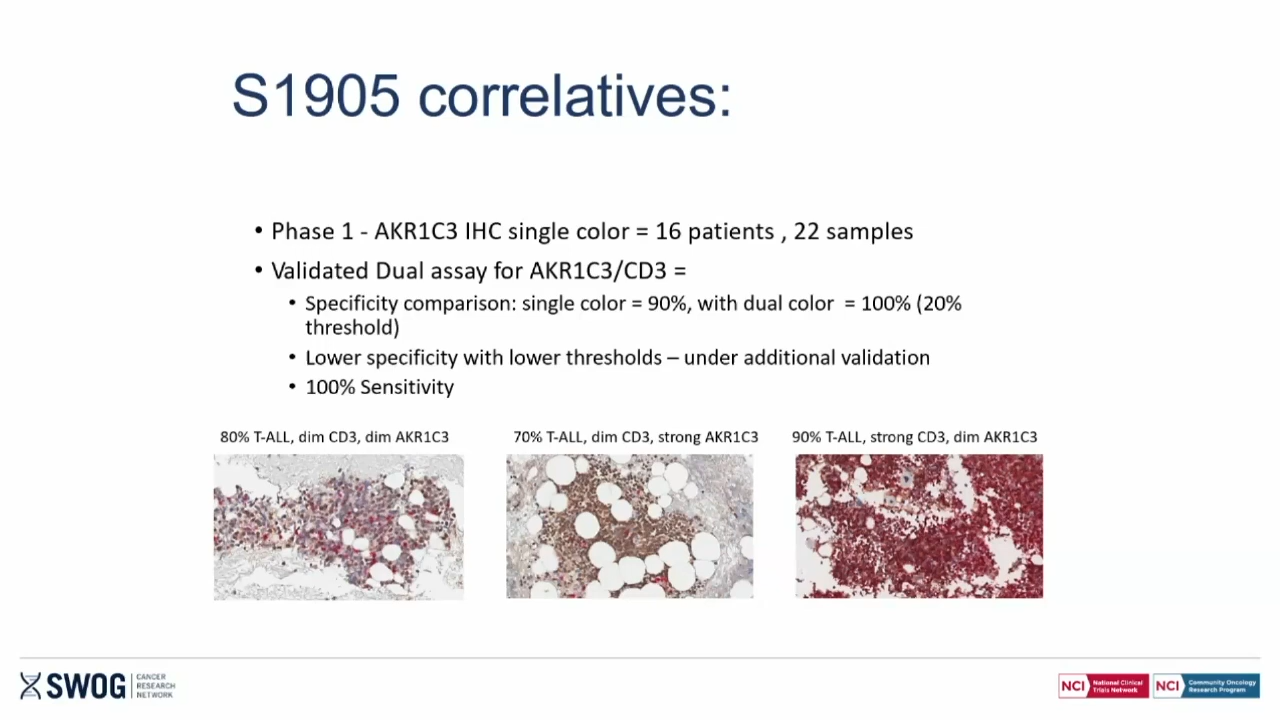 S1905 correlatives:
• Phase 1 - AKR1C3 IHC single color = 16 patients , 22 samples
• Validated Dual assay for AKR1C3/CD3 =
• Specificity comparison: single color = 90%, with dual color  = 100% (20%
threshold)
• Lower specificity with lower thresholds – under additional validation
• 100% Sensitivity
80% T-ALL, dim CD3, dim AKR1C3
70% T-ALL, dim CD3, strong AKR1C3
90% T-ALL, strong CD3, dim AKR1C3
SWOG
CANCER
RESEARCH
NETWORK
NCI
National Clinical
Trials Network
NCI
Community Oncology
Research Program